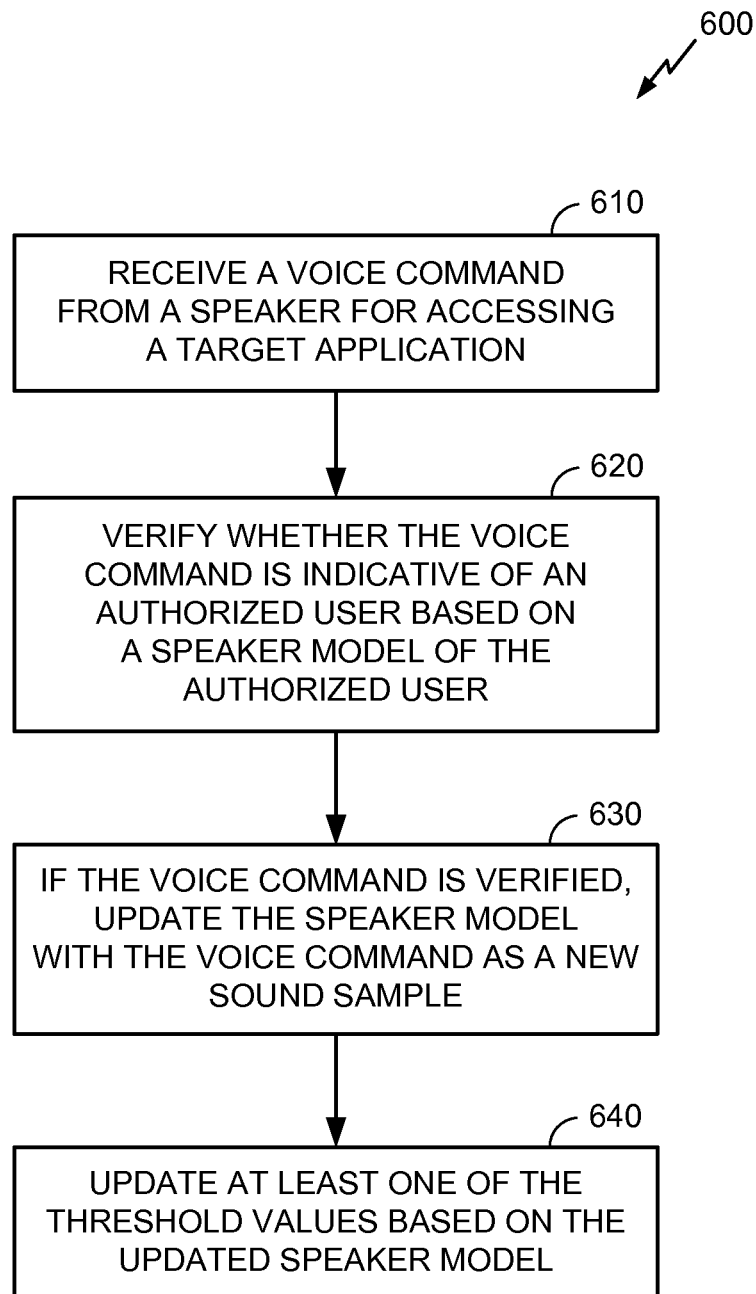 600
610
RECEIVE A VOICE COMMAND
FROM A SPEAKER FOR ACCESSING
A TARGET APPLICATION
620
VERIFY WHETHER THE VOICE
COMMAND IS INDICATIVE OF AN
AUTHORIZED USER BASED ON
A SPEAKER MODEL OF THE
AUTHORIZED USER
630
IF THE VOICE COMMAND IS VERIFIED,
UPDATE THE SPEAKER MODEL
WITH THE VOICE COMMAND AS A NEW
SOUND SAMPLE
640
UPDATE AT LEAST ONE OF THE
THRESHOLD VALUES BASED ON THE
UPDATED SPEAKER MODEL